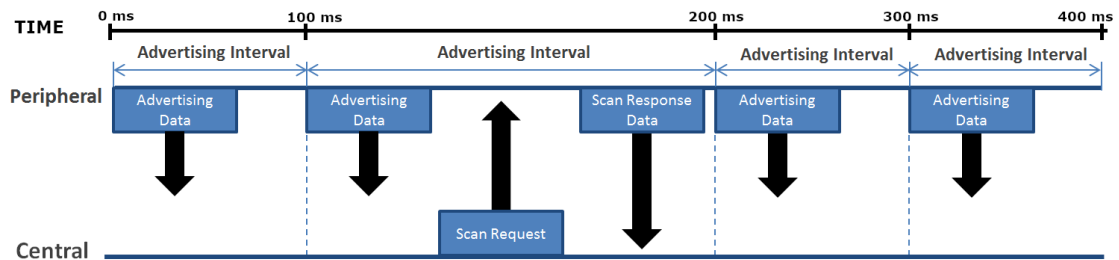 TIME
0 ms
100 ms
200 ms
300 ms
400 ms
Advertising Interval
Advertising Interval
Advertising Interval
Advertising Interval
Peripheral
Advertising
Data
Advertising
Data
Scan Response
Data
Advertising
Data
Advertising
Data
Scan Request
Central